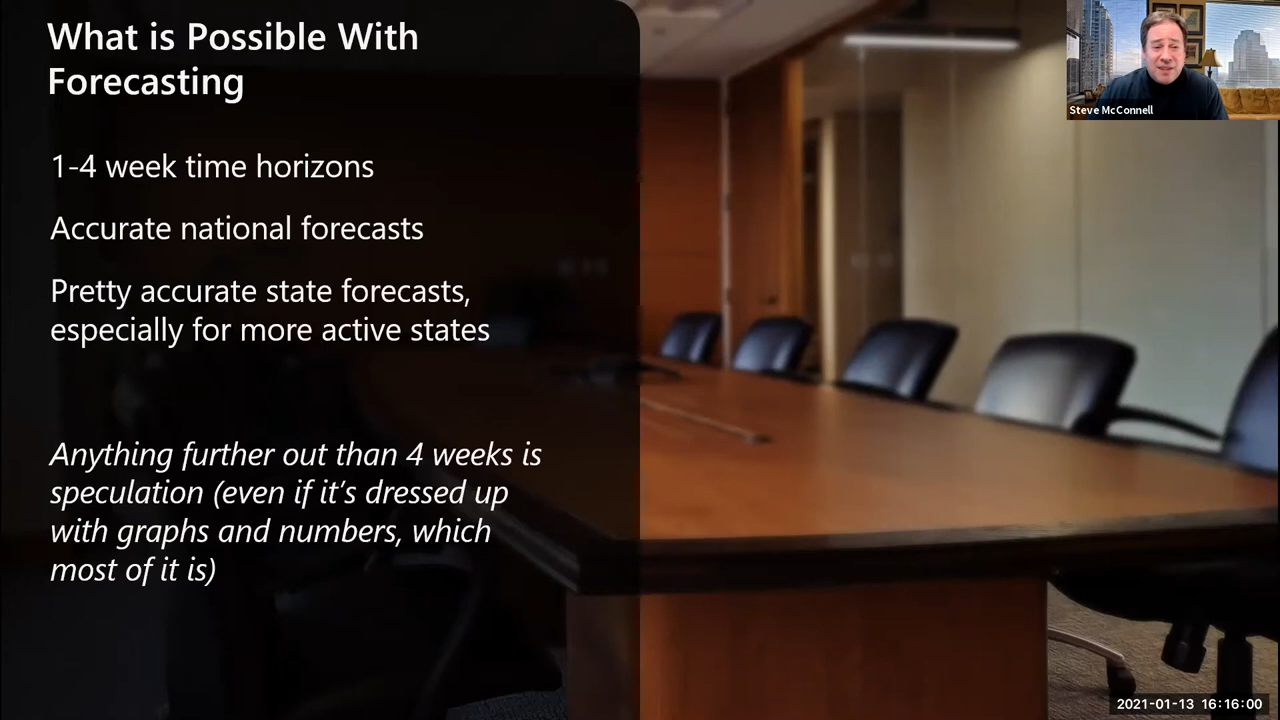 What is Possible With
Forecasting
1-4 week time horizons
Accurate national forecasts
Pretty accurate state forecasts,
especially for more active states
Anything further out than 4 weeks is
speculation (even if it’s dressed up
with graphs and numbers, which
most of it is)
Steve McConnell
2021-01-13 16:16:00